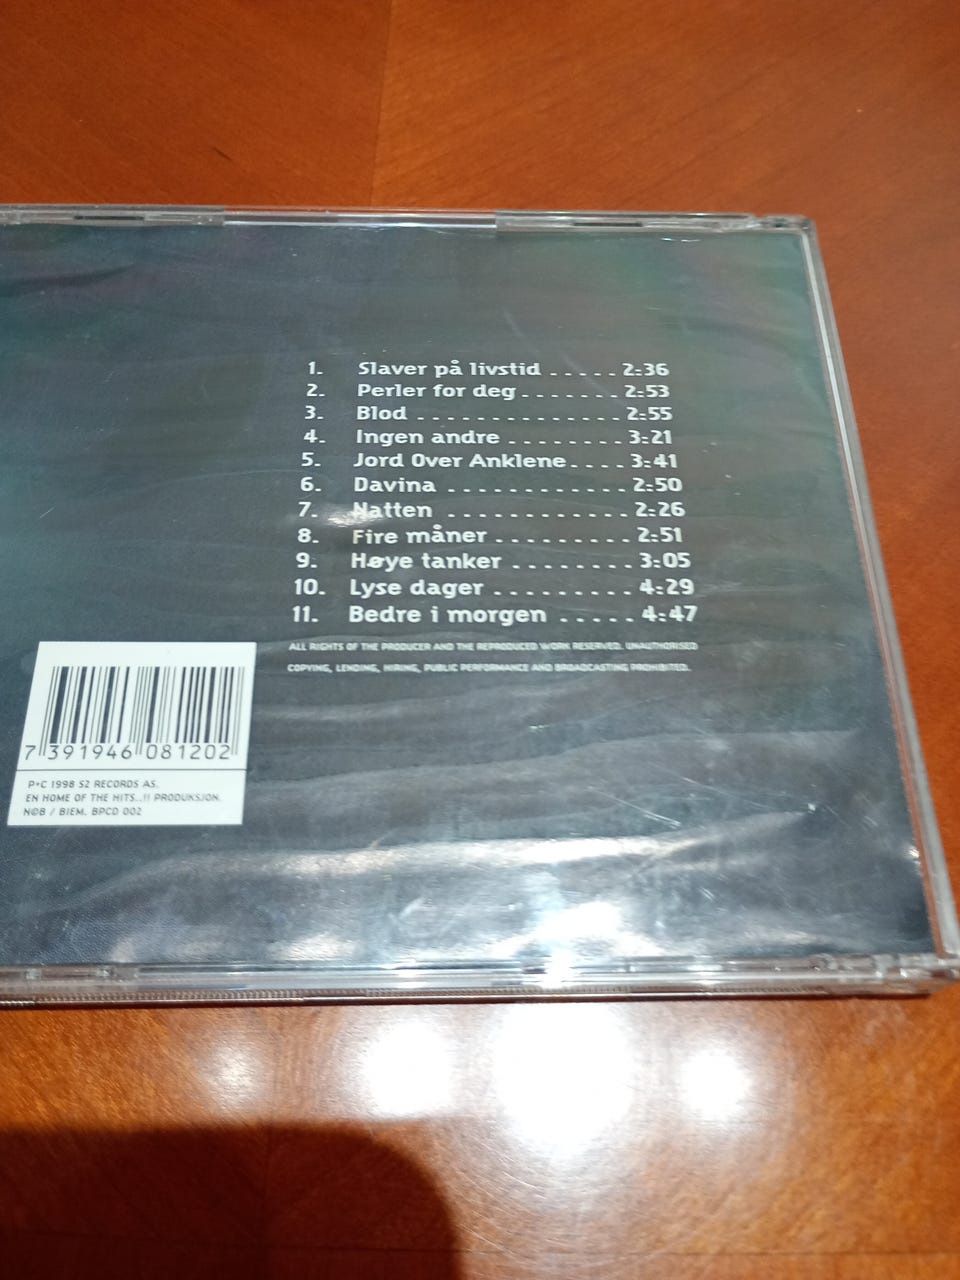 1. Slaver på livstid ..... 2:36
2. Perler for deg ....... 2:53
3. Blod .............. 2:55
4. Ingen andre ......... 3:21
5. Jord Over Anklene .... 3:41
6. Davina ............ 2:50
7. Natten ............ 2:26
8. Fire måner .......... 2:51
9. Høye tanker ......... 3:05
10. Lyse dager .......... 4:29
11. Bedre i morgen ..... 4:47
ALL RIGHTS OF THE PRODUCER AND THE REPRODUCED WORK RESERVED. UNAUTHORISED
COPYING, LENDING, HIRING, PUBLIC PERFORMANCE AND BROADCASTING PROHIBITED.
7 391946 081202
P+C 1998 S2 RECORDS AS.
EN HOME OF THE HITS..!! PRODUKSJON.
N©B / BIEM. BPCD 002